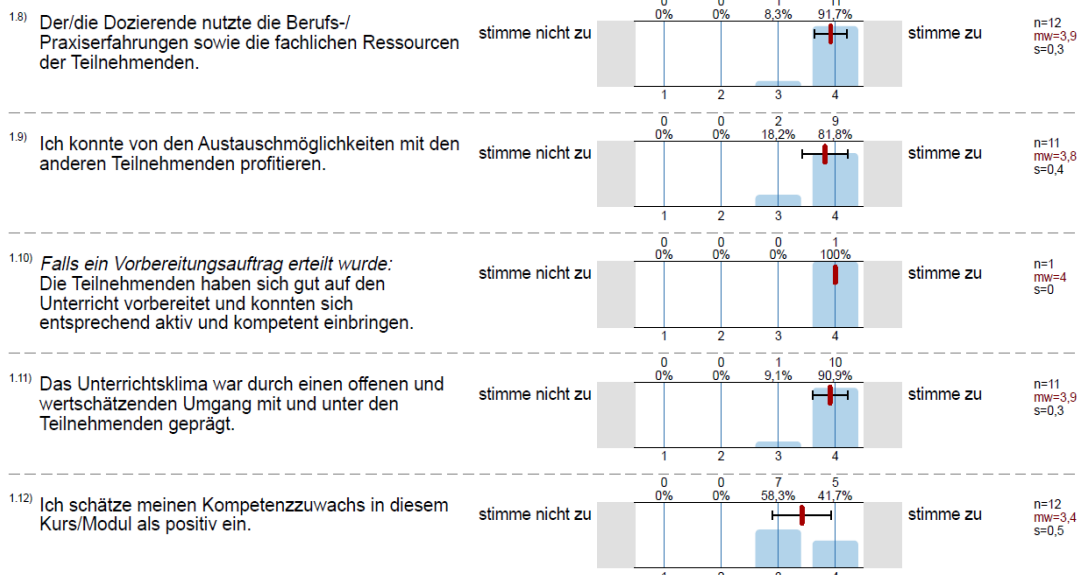 0 0 1 11
1.8) Der/die Dozierende nutzte die Berufs-/
Praxiserfahrungen sowie die fachlichen Ressourcen
der Teilnehmenden.
stimme nicht zu
0% 0% 8,3% 91,7%
1 2 3 4
stimme zu
n=12
mw=3,9
s=0,3
1.9) Ich konnte von den Austauschmöglichkeiten mit den
anderen Teilnehmenden profitieren.
stimme nicht zu
0 0 2 9
0% 0% 18,2% 81,8%
1 2 3 4
stimme zu
n=11
mw=3,8
s=0,4
1.10) Falls ein Vorbereitungsauftrag erteilt wurde:
Die Teilnehmenden haben sich gut auf den
Unterricht vorbereitet und konnten sich
entsprechend aktiv und kompetent einbringen.
stimme nicht zu
0 0 0 1
0% 0% 0% 100%
1 2 3 4
stimme zu
n=1
mw=4
s=0
1.11) Das Unterrichtsklima war durch einen offenen und
wertschätzenden Umgang mit und unter den
Teilnehmenden geprägt.
stimme nicht zu
0 0 1 10
0% 0% 9,1% 90,9%
1 2 3 4
stimme zu
n=11
mw=3,9
s=0,3
1.12) Ich schätze meinen Kompetenzzuwachs in diesem
Kurs/Modul als positiv ein.
stimme nicht zu
0 0 7 5
0% 0% 58,3% 41,7%
1 2 3 4
stimme zu
n=12
mw=3,4
s=0,5